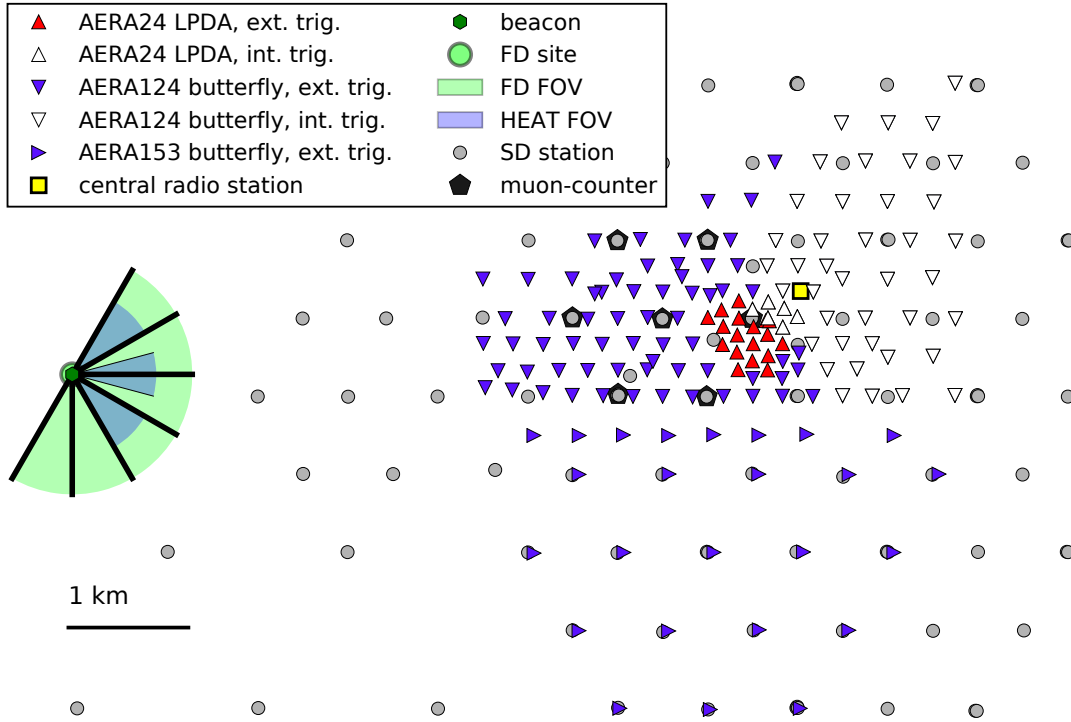 AERA24 LPDA, ext. trig.
AERA24 LPDA, int. trig.
AERA124 butterfly, ext. trig.
AERA124 butterfly, int. trig.
AERA153 butterfly, ext. trig.
central radio station
beacon
FD site
FD FOV
HEAT FOV
SD station
muon-counter
1 km